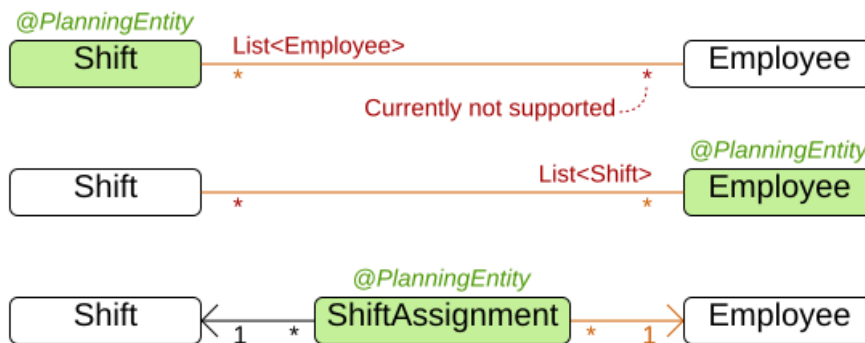 @PlanningEntity
Shift
List<Employee>
Employee
*
*
Currently not supported
@PlanningEntity
Shift
List<Shift>
Employee
*
*
@PlanningEntity
Shift
ShiftAssignment
Employee
1
*
*
1